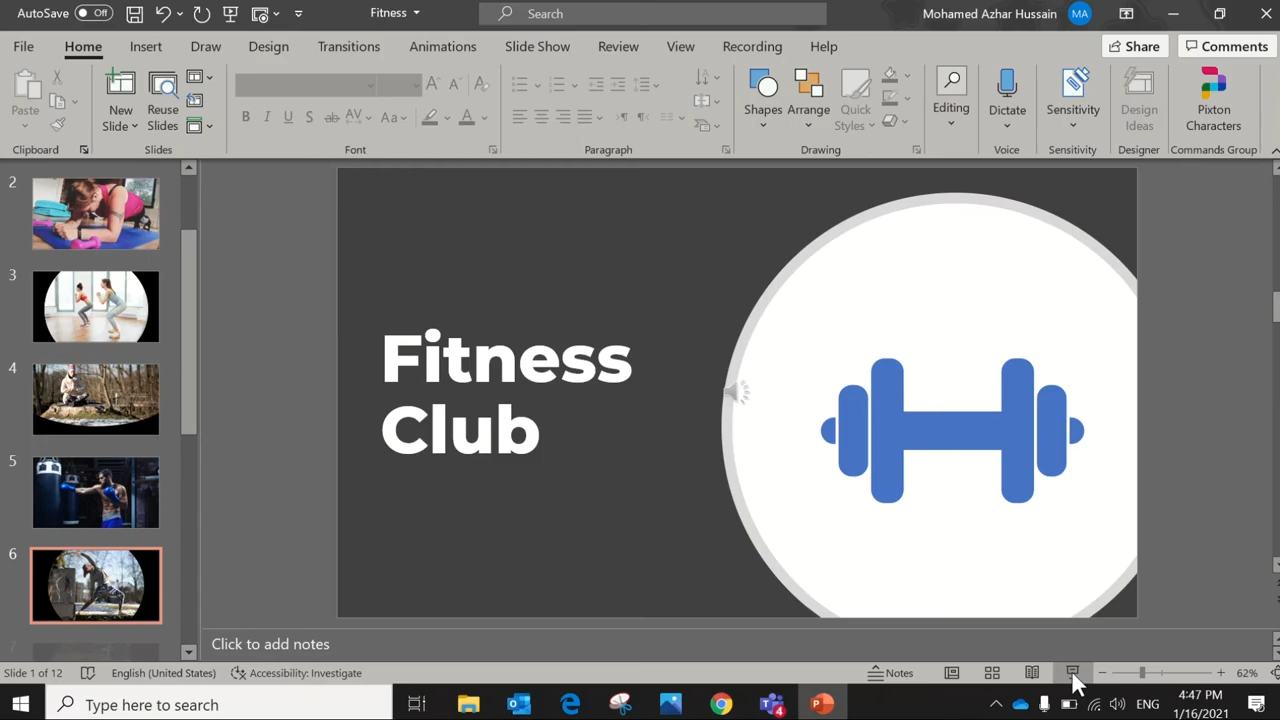 AutoSave Off Fitness Search Mohamed Azhar Hussain MA
File Home Insert Draw Design Transitions Animations Slide Show Review View Recording Help Share Comments
Paste New Slide Reuse Slides Shapes Arrange Quick Styles Editing Dictate Sensitivity Design Ideas Pixton Characters
Clipboard Slides Font Paragraph Drawing Voice Sensitivity Designer Commands Group
2
3
4
5
6
7
Fitness
Club
Click to add notes
Slide 1 of 12 English (United States) Accessibility: Investigate Notes 62%
Type here to search 4 ENG 4:47 PM
1/16/2021